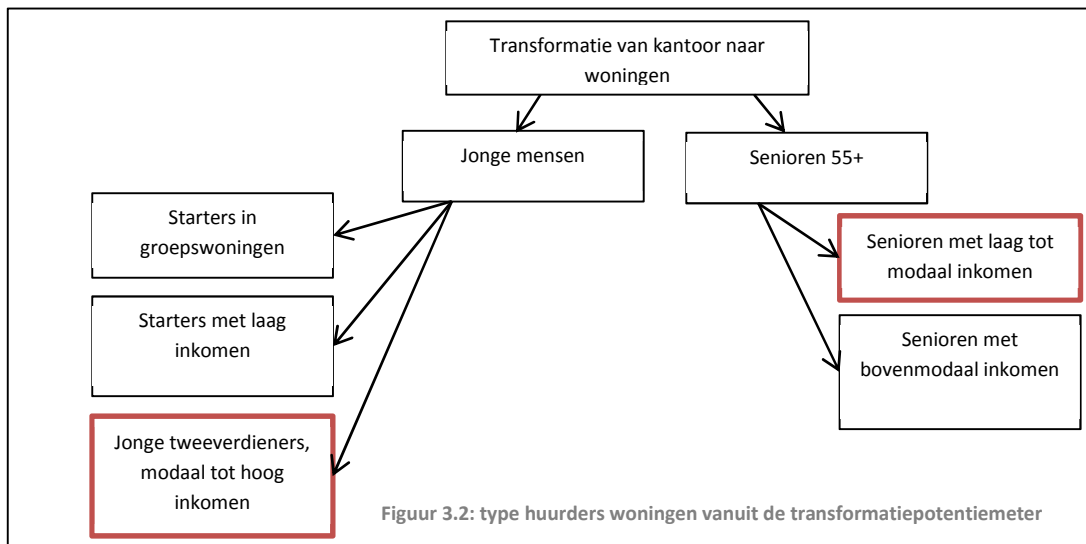 Transformatie van kantoor naar
woningen
Jonge mensen
Senioren 55+
Starters in
groepswoningen
Starters met laag
inkomen
Jonge tweeverdieners,
modaal tot hoog
inkomen
Senioren met laag tot
modaal inkomen
Senioren met
bovenmodaal inkomen
Figuur 3.2: type huurders woningen vanuit de transformatiepotentiemeter